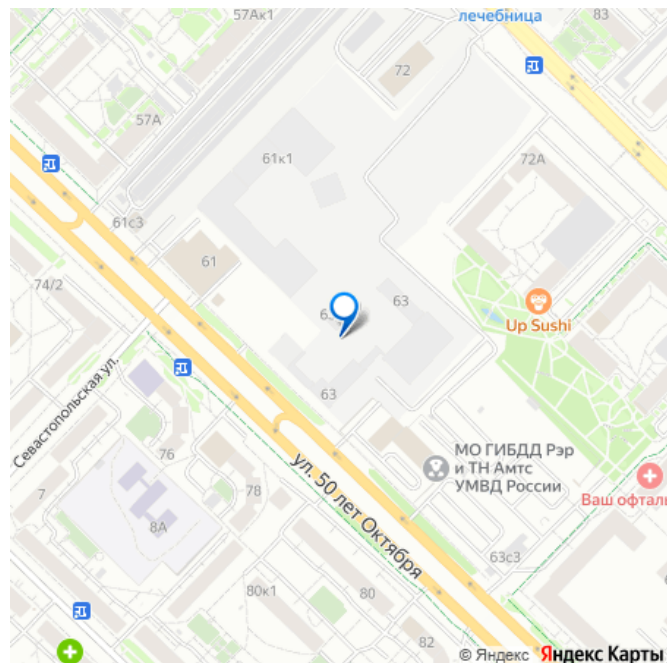 57Ак1
лечебница
83
72
57А
61к1
72А
61с3
61
74/2
63
Up Sushi
63
Севастопольская ул.
МО ГИБДД Рэр
и ТН Амтс
УМВД России
ул. 50 лет Октября
76
78
7
8А
Ваш офталь
63с3
80к1
80
82
© Яндекс Яндекс Карты